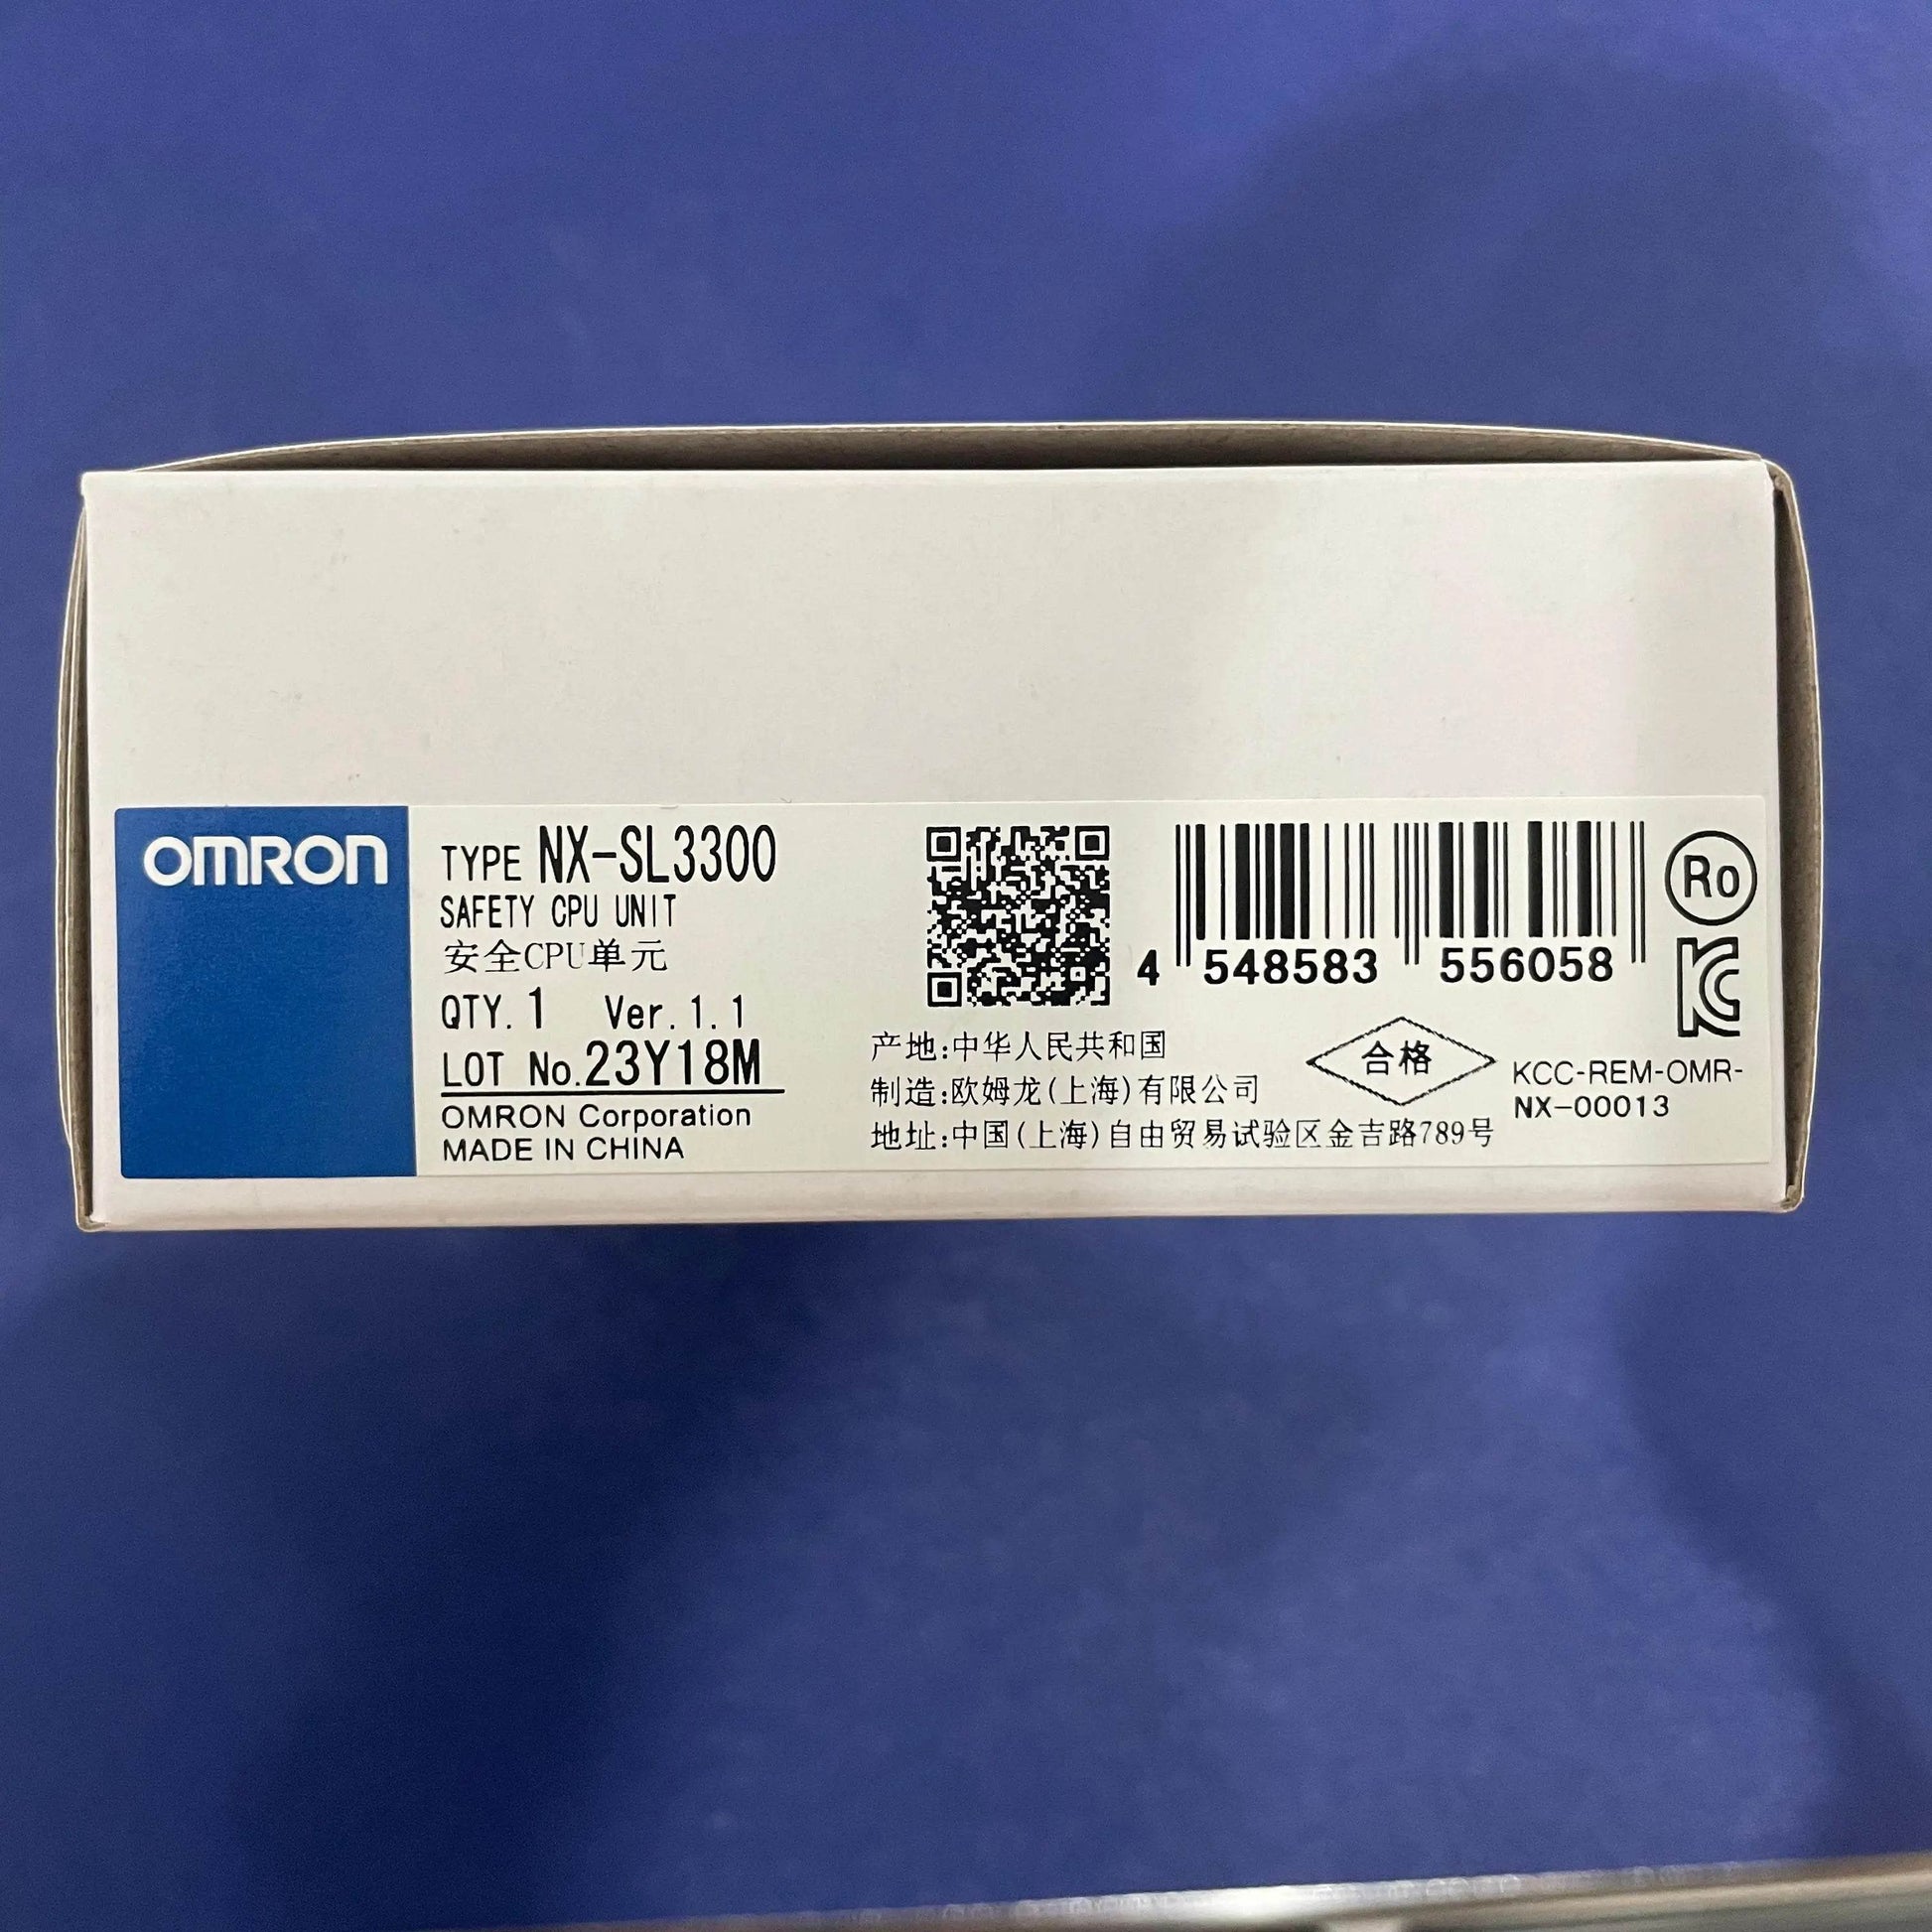 OMRON
TYPE NX-SL3300
SAFETY CPU UNIT
安全CPU单元
QTY. 1 Ver. 1.1
LOT No. 23Y18M
OMRON Corporation
MADE IN CHINA
4 548583 556058
Ro
KC
产地:中华人民共和国
制造:欧姆龙(上海)有限公司
地址:中国(上海)自由贸易试验区金吉路789号
合格
KCC-REM-OMR-
NX-00013